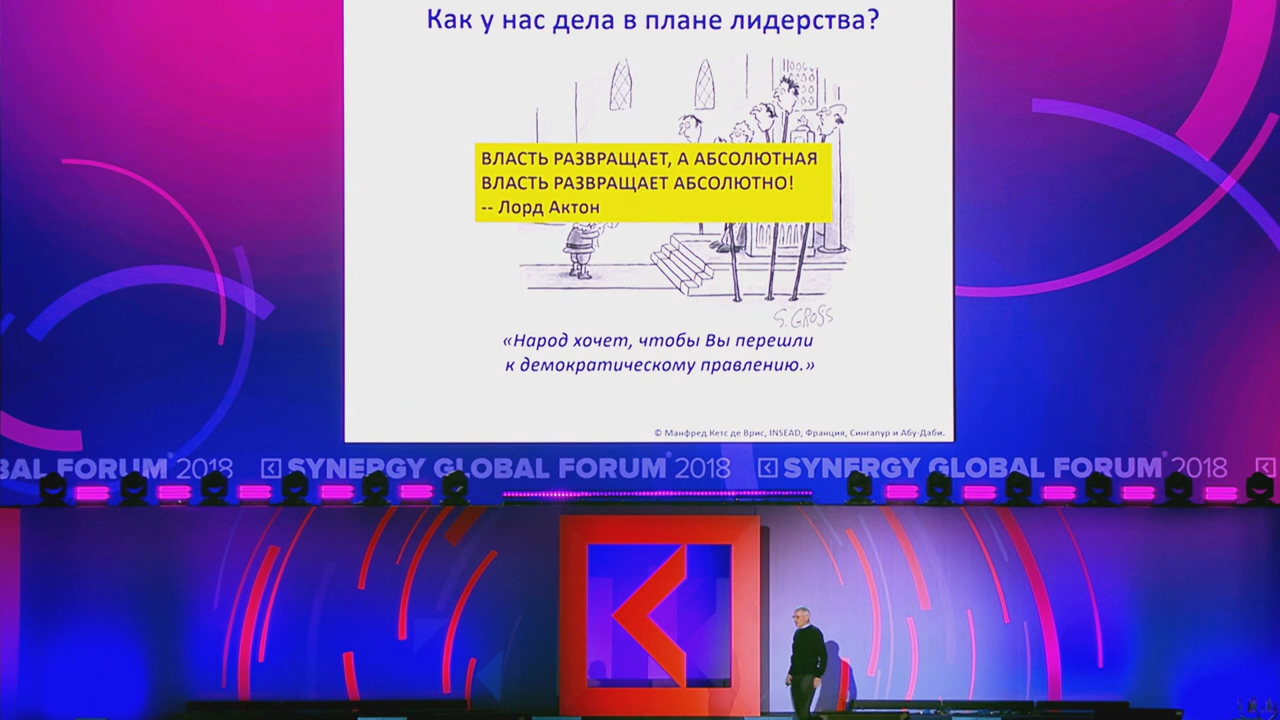 Как у нас дела в плане лидерства?
ВЛАСТЬ РАЗВРАЩАЕТ, А АБСОЛЮТНАЯ
ВЛАСТЬ РАЗВРАЩАЕТ АБСОЛЮТНО!
-- Лорд Актон
S. GROSS
«Народ хочет, чтобы Вы перешли
к демократическому правлению.»
© Манфред Кетс де Врис, INSEAD, Франция, Сингапур и Абу-Даби.
BAL FORUM 2018 SYNERGY GLOBAL FORUM 2018 SYNERGY GLOBAL FORUM 2018